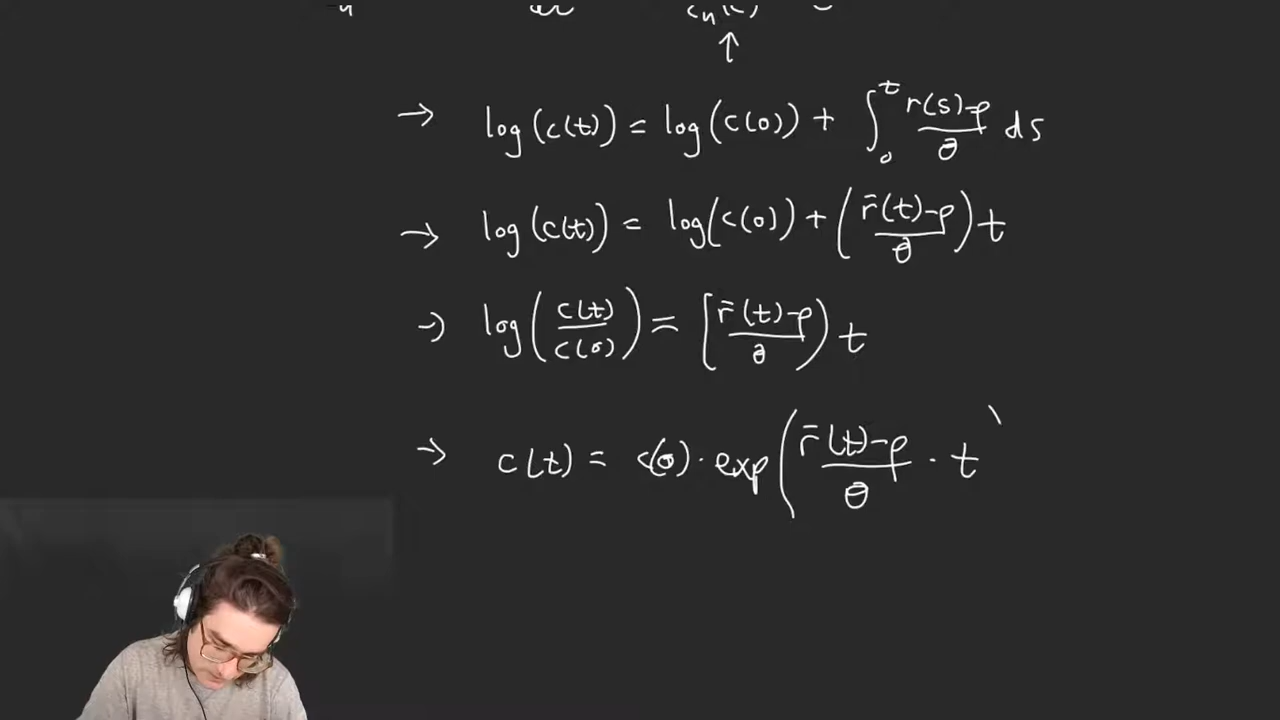 → log(c(t)) = log(c(0)) + ∫₀ᵗ (r(s)-ρ)/θ ds
→ log(c(t)) = log(c(0)) + ((r̄(t)-ρ)/θ) t
→ log(c(t)/c(0)) = [(r̄(t)-ρ)/θ) t
→ c(t) = c(0) · exp((r̄(t)-ρ)/θ · t)